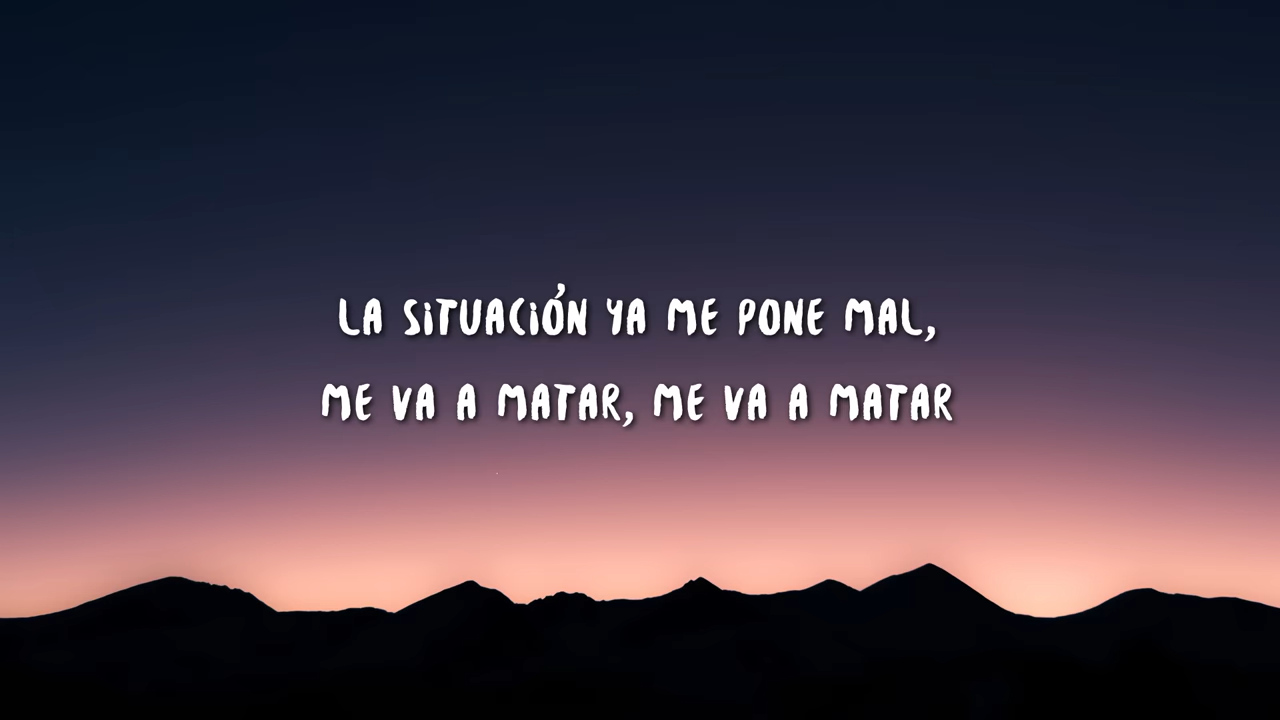 LA SITUACIÓN YA ME PONE MAL,
ME VA A MATAR, ME VA A MATAR